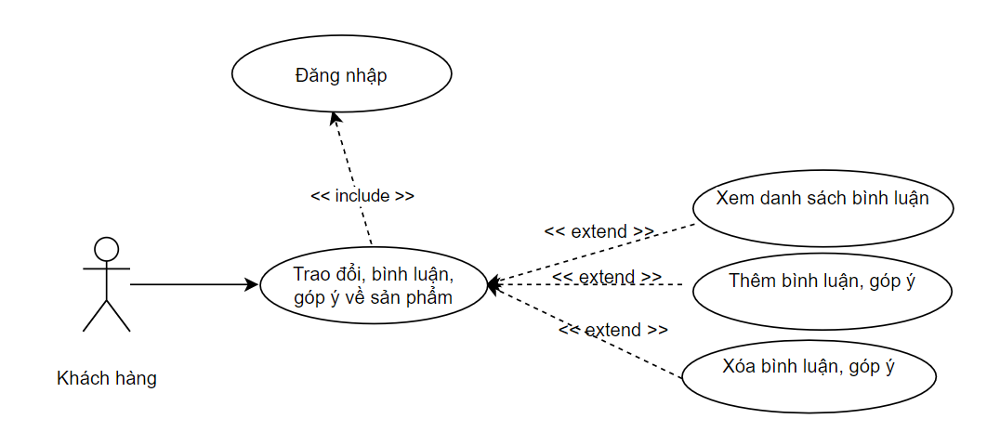 Đăng nhập
<< include >>
Xem danh sách bình luận
<< extend >>
Trao đổi, bình luận,
góp ý về sản phẩm
<< extend >>
Thêm bình luận, góp ý
<< extend >>
Xóa bình luận, góp ý
Khách hàng